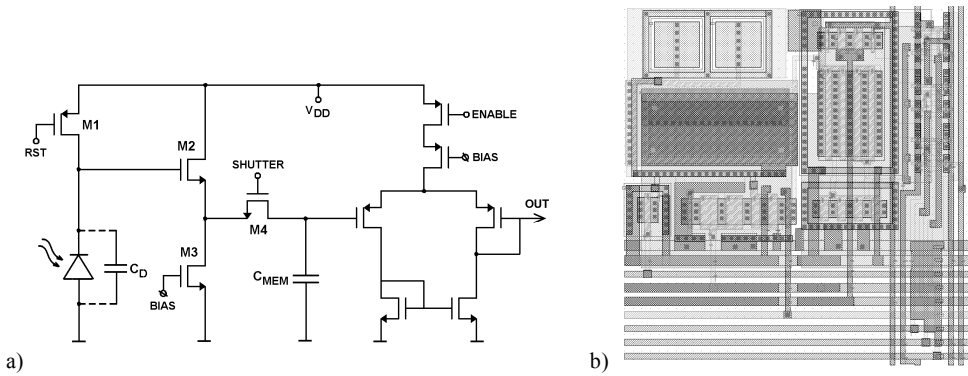 M1
RST
M2
V_DD
ENABLE
BIAS
SHUTTER
M4
OUT
C_D
M3
BIAS
C_MEM
a)
b)